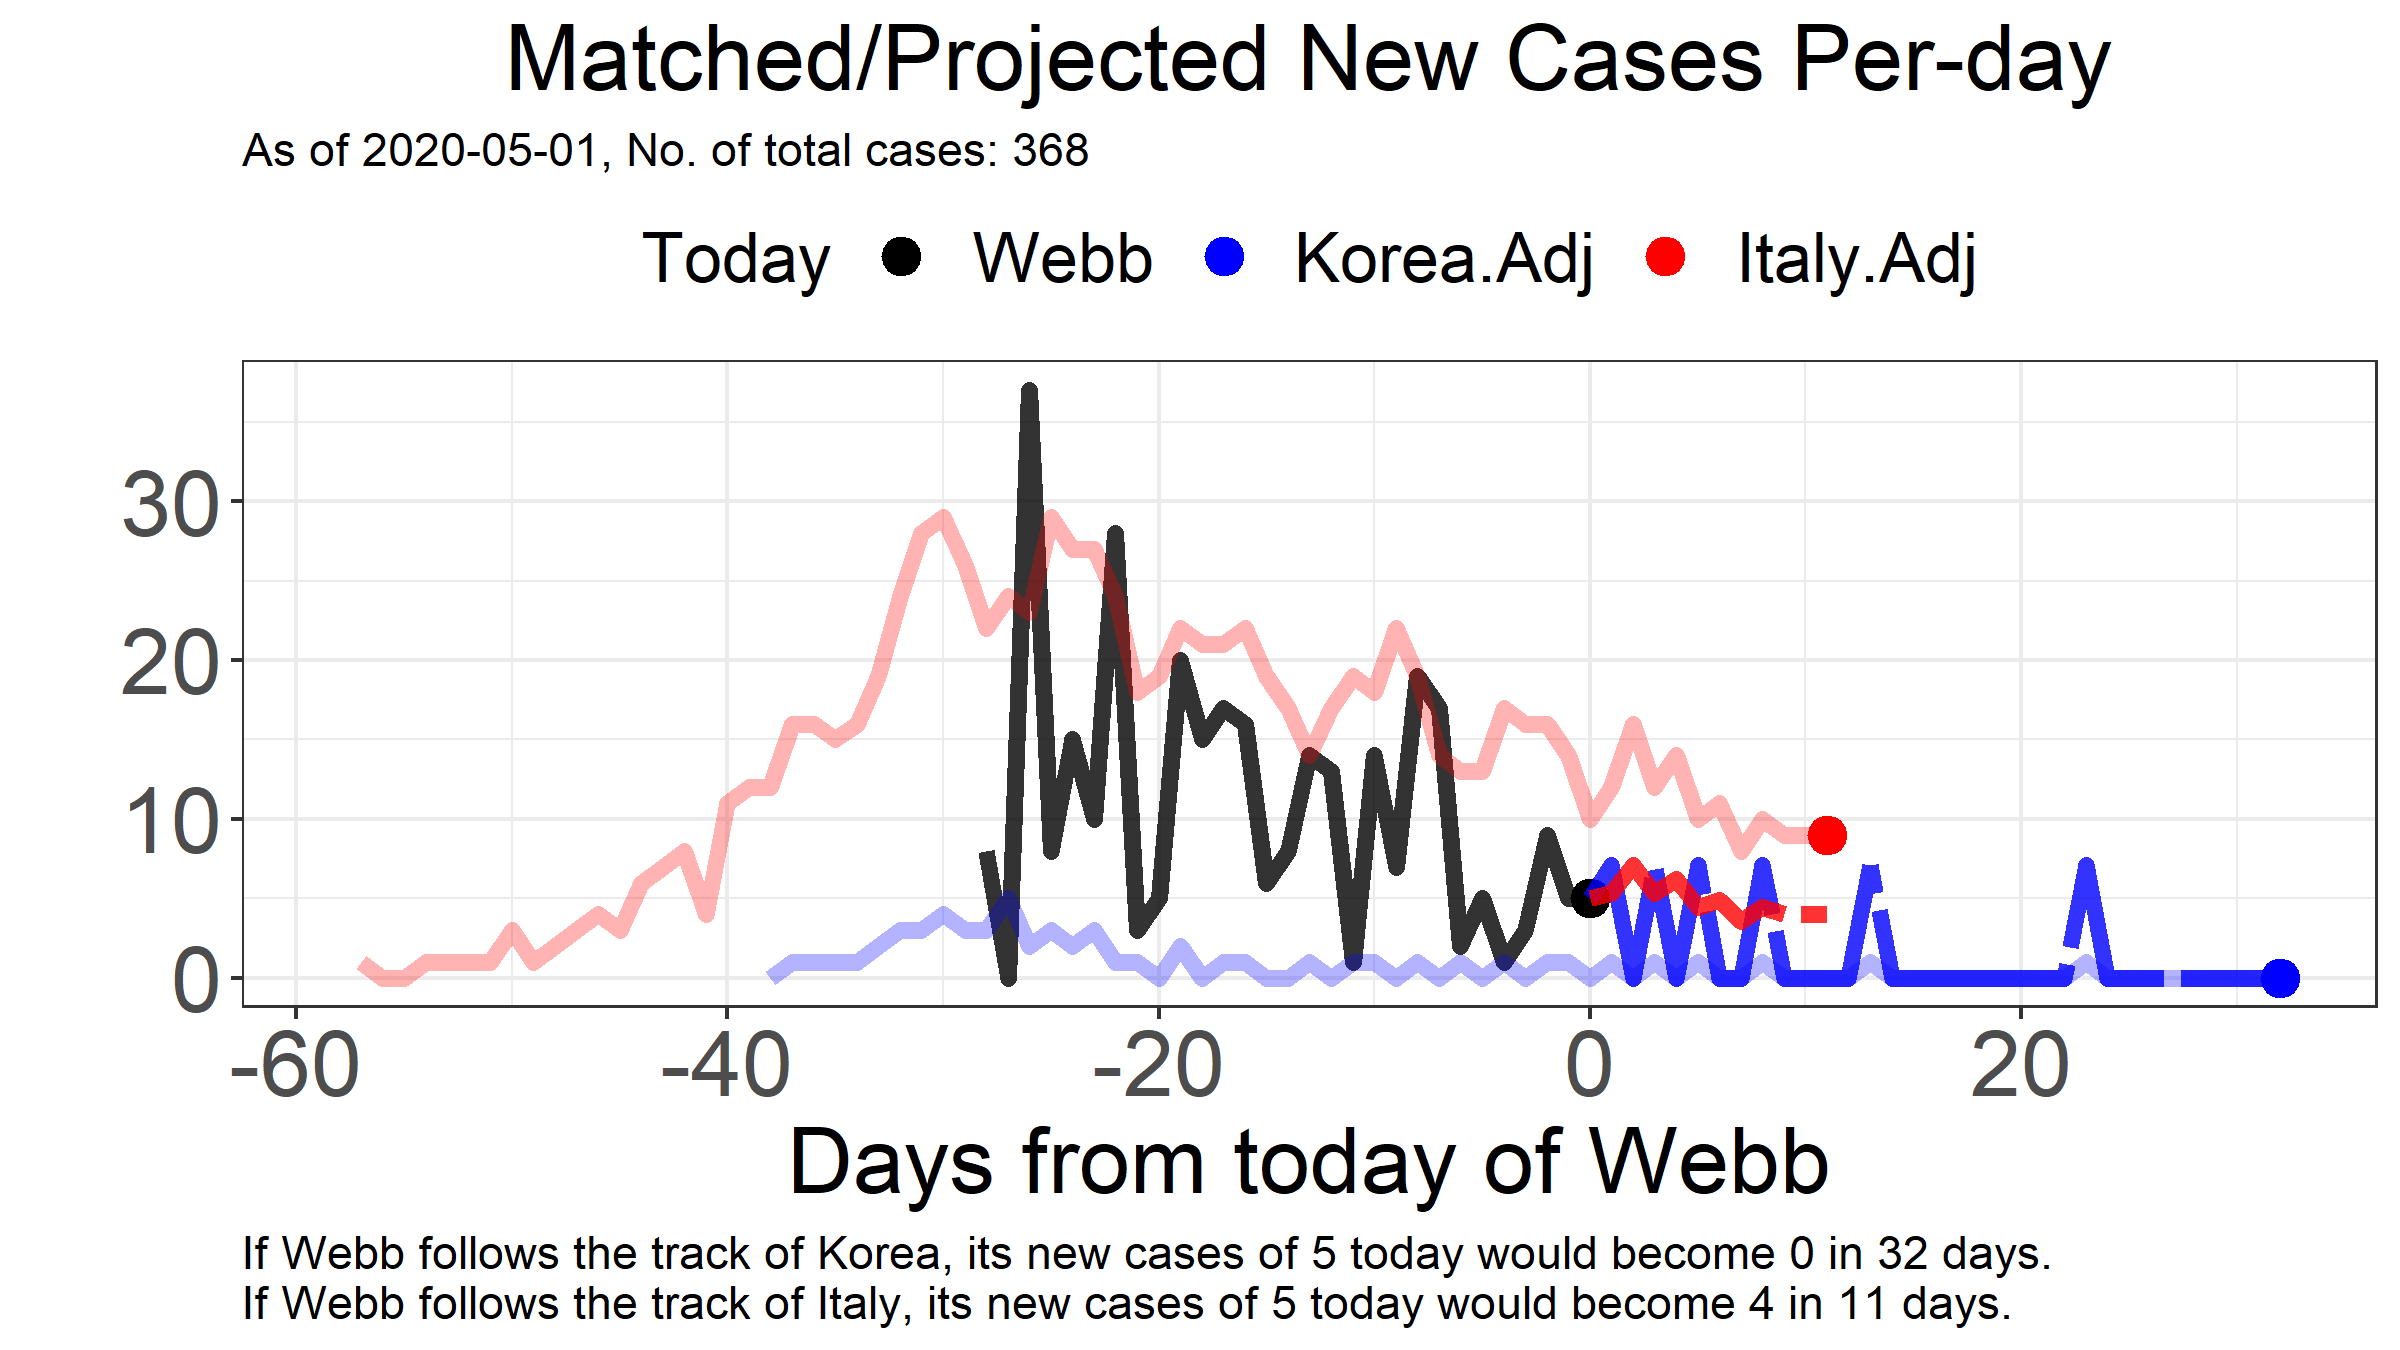 Matched/Projected New Cases Per-day
As of 2020-05-01, No. of total cases: 368
Today Webb Korea.Adj Italy.Adj
30
20
10
0
-60 -40 -20 0 20
Days from today of Webb
If Webb follows the track of Korea, its new cases of 5 today would become 0 in 32 days.
If Webb follows the track of Italy, its new cases of 5 today would become 4 in 11 days.